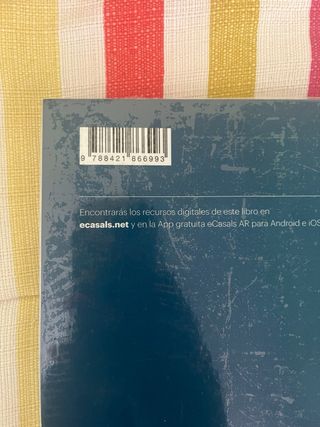 9 788421 866993
Encontrarás los recursos digitales de este libro en
ecasals.net y en la App gratuita eCasals AR para Android e iOS